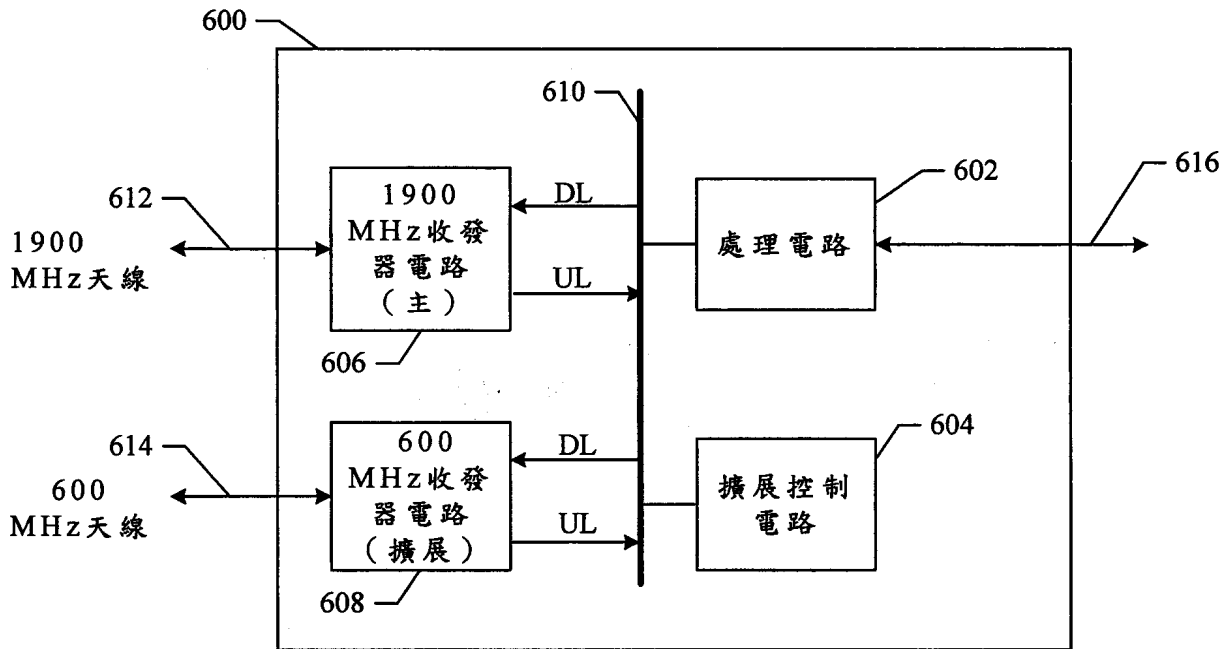 600
610
602
616
612
1900
MHz天線
1900
MHz收發
器電路
(主)
DL
UL
處理電路
606
614
600
MHz天線
600
MHz收發
器電路
(擴展)
DL
UL
604
擴展控制
電路
608